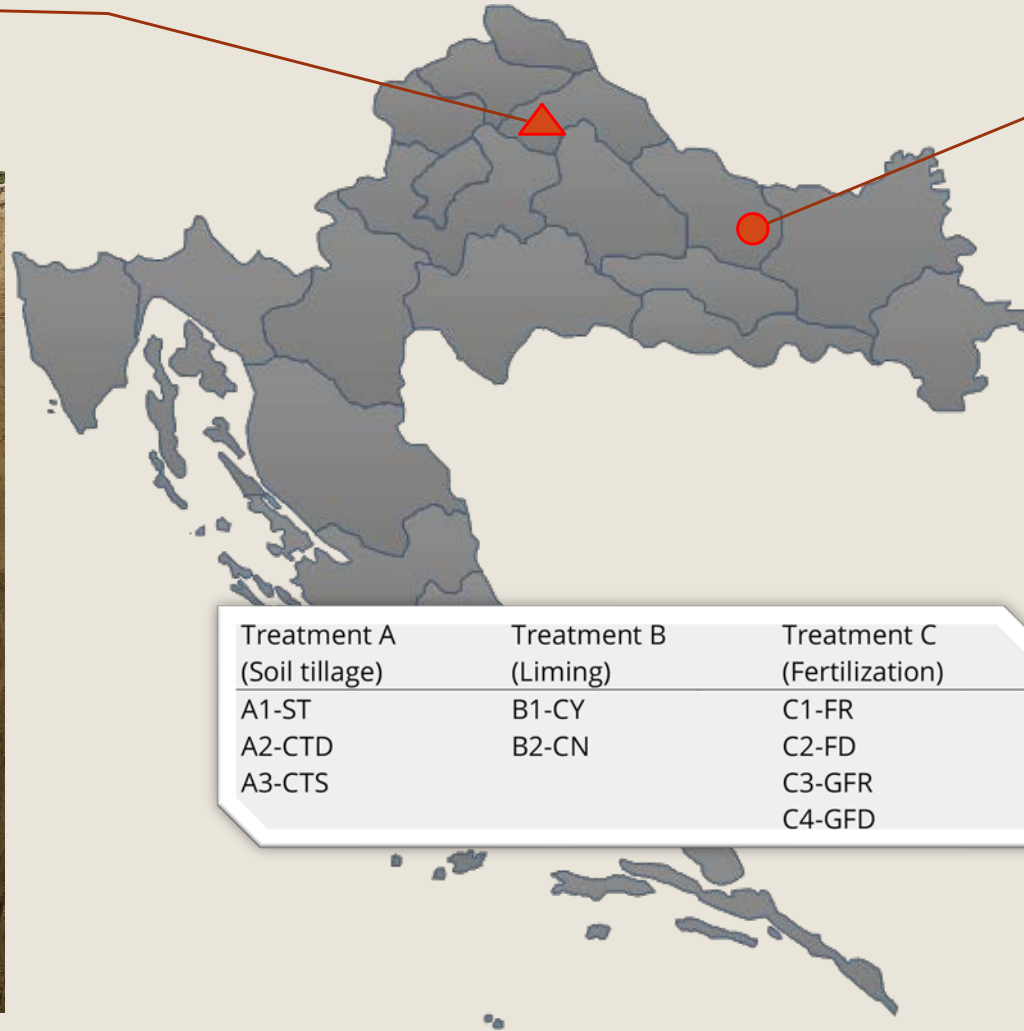 Treatment A Treatment B Treatment C
(Soil tillage) (Liming) (Fertilization)
A1-ST B1-CY C1-FR
A2-CTD B2-CN C2-FD
A3-CTS C3-GFR
C4-GFD